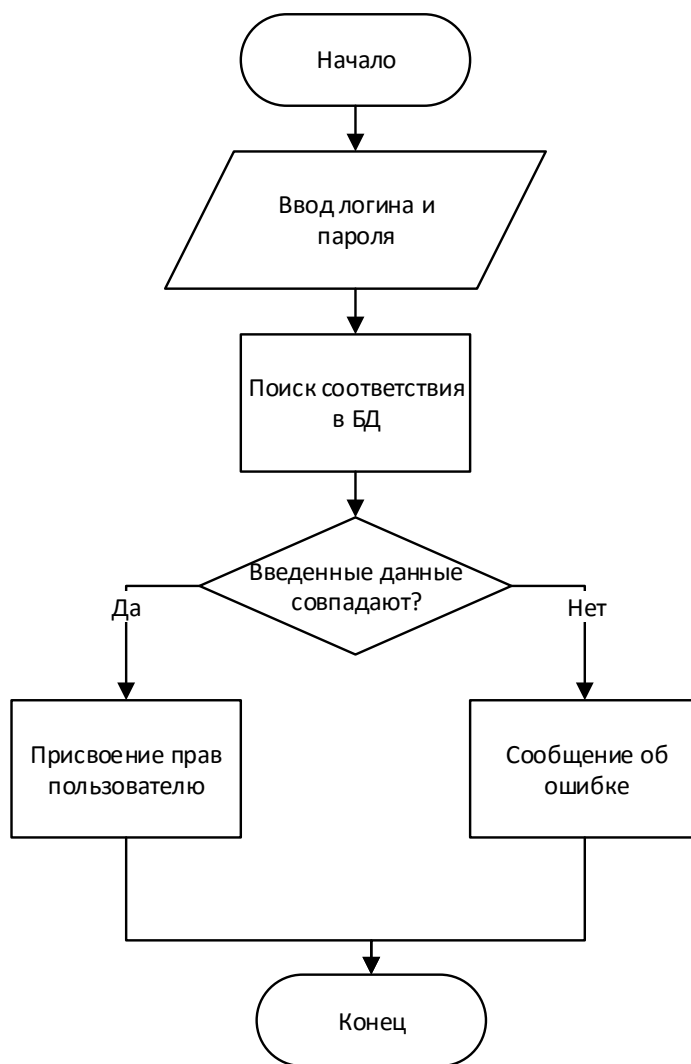 Начало
Ввод логина и
пароля
Поиск соответствия
в БД
Введенные данные
совпадают?
Да
Нет
Присвоение прав
пользователю
Сообщение об
ошибке
Конец